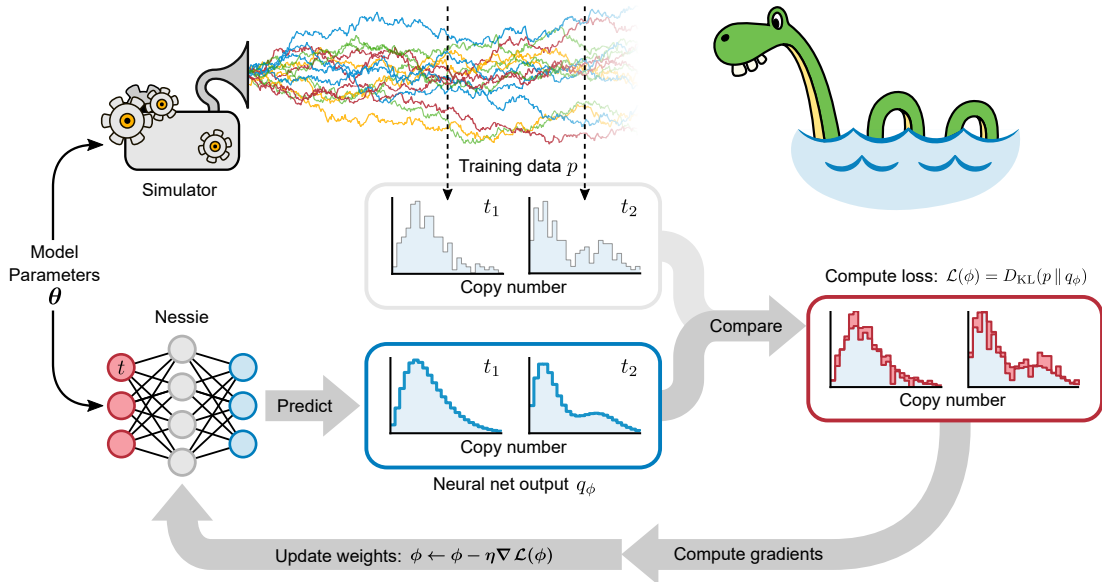 Training data p
Simulator
t₁
t₂
Copy number
Model
Parameters
θ
Compute loss: ℒ(ϕ) = D_KL(p ∥ q_ϕ)
Nessie
t
Predict
t₁
t₂
Copy number
Neural net output q_ϕ
Compare
Copy number
Update weights: ϕ ← ϕ − η∇ℒ(ϕ)
Compute gradients